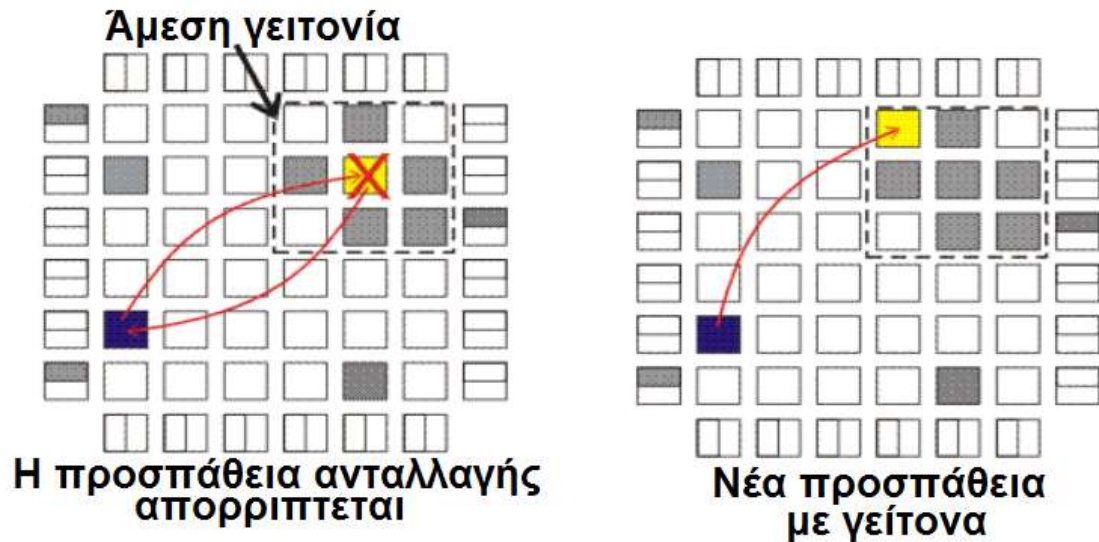 Άμεση γειτονία
Η προσπάθεια ανταλλαγής
απορριπτεται
Νέα προσπάθεια
με γείτονα